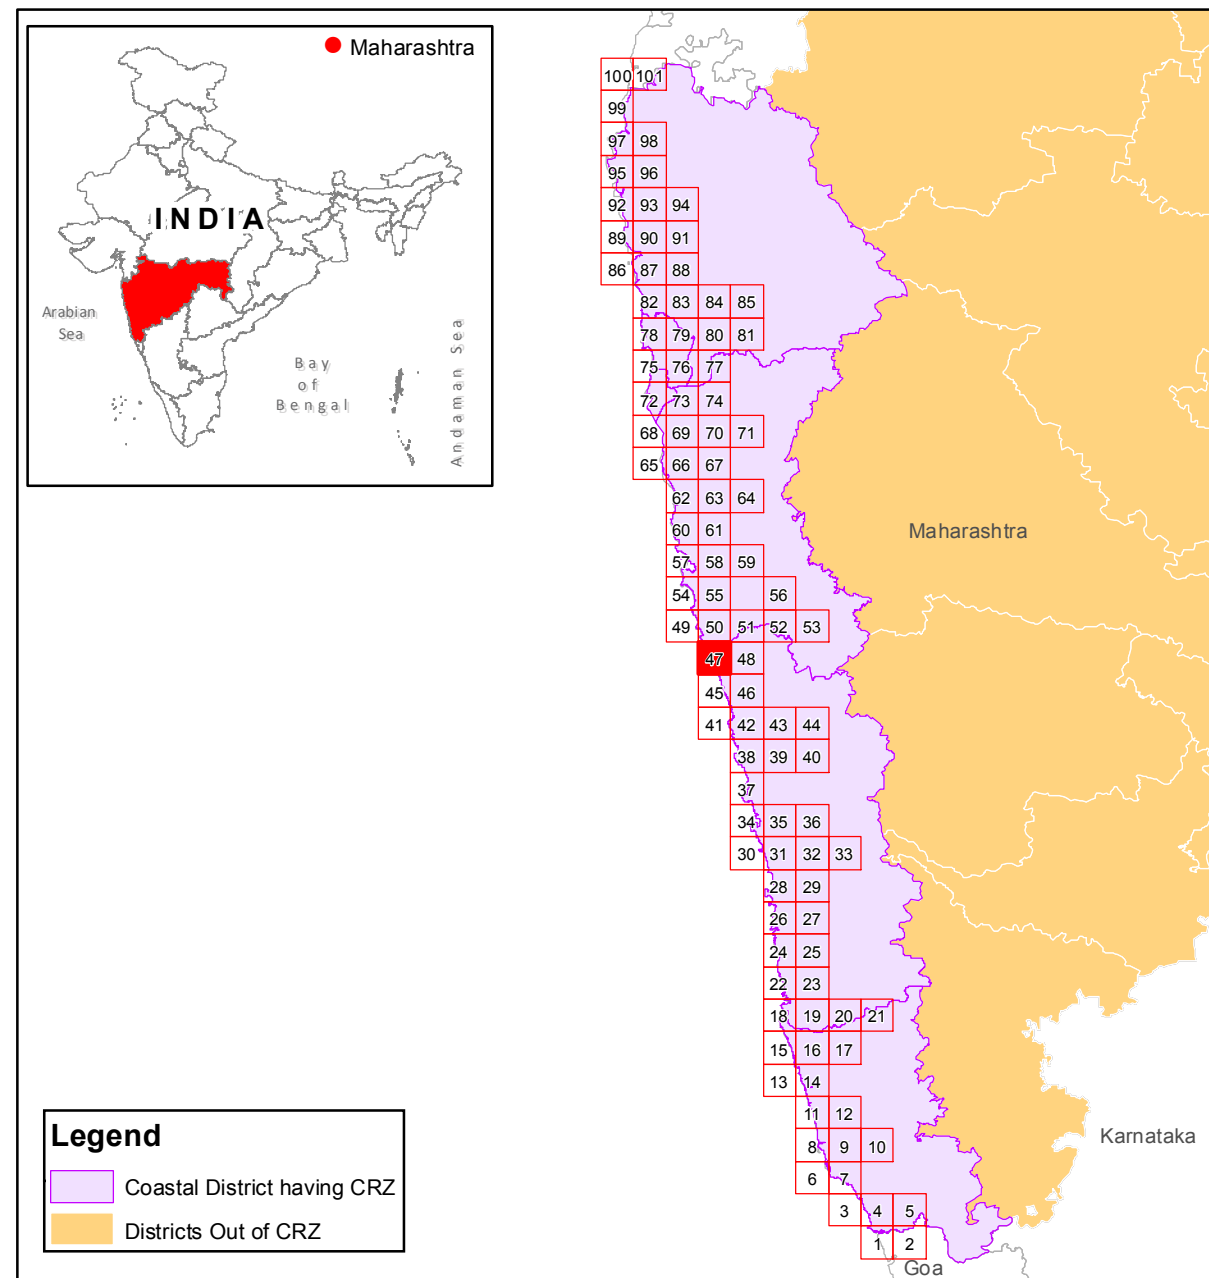 Maharashtra
INDIA
Arabian
Sea
Bay
of
Bengal
Andaman Sea
100 101
99
97 98
95 96
92 93 94
89 90 91
86 87 88
82 83 84 85
78 79 80 81
75 76 77
72 73 74
68 69 70 71
65 66 67
62 63 64
60 61
Maharashtra
57 58 59
54 55 56
49 50 51 52 53
47 48
45 46
41 42 43 44
38 39 40
37
34 35 36
30 31 32 33
28 29
26 27
24 25
22 23
18 19 20 21
15 16 17
13 14
11 12
8 9 10
Karnataka
6 7
3 4 5
1 2
Goa
Legend
Coastal District having CRZ
Districts Out of CRZ